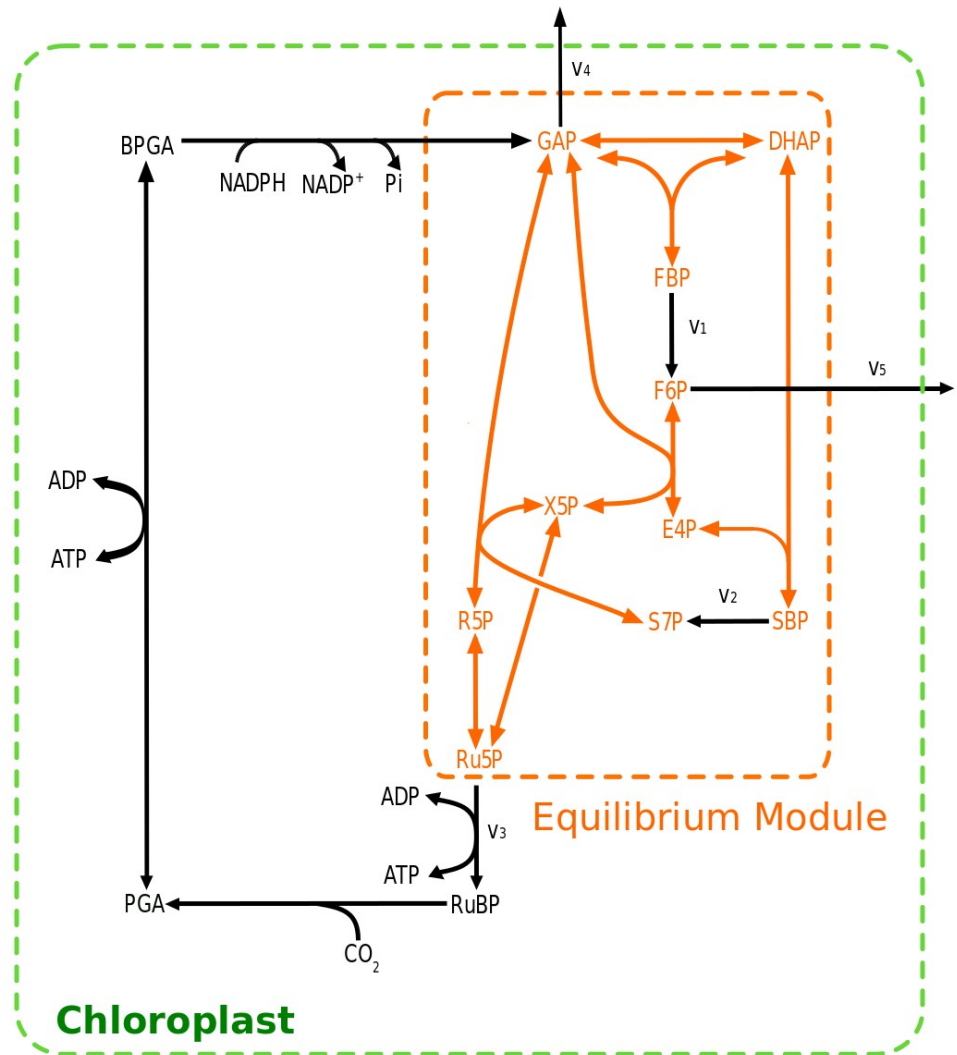 v4
BPGA
GAP
DHAP
NADPH
NADP+
Pi
FBP
v1
F6P
v5
ADP
X5P
E4P
ATP
v2
R5P
S7P
SBP
Ru5P
ADP
Equilibrium Module
v3
ATP
PGA
RuBP
CO2
Chloroplast